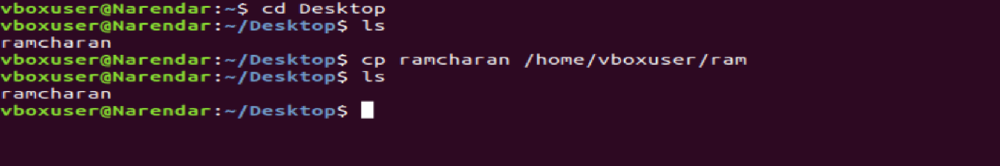 vboxuser@Narendar:~$ cd Desktop
vboxuser@Narendar:~/Desktop$ ls
ramcharan
vboxuser@Narendar:~/Desktop$ cp ramcharan /home/vboxuser/ram
vboxuser@Narendar:~/Desktop$ ls
ramcharan
vboxuser@Narendar:~/Desktop$